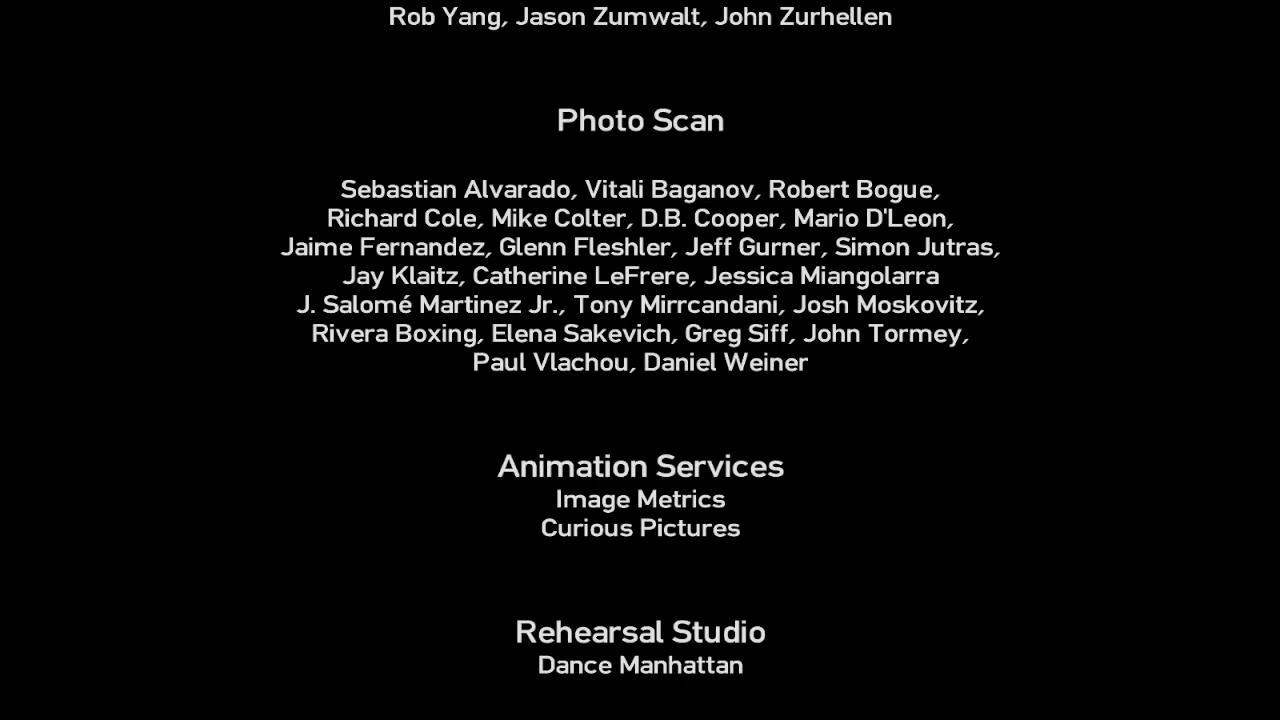 Rob Yang, Jason Zumwalt, John Zurhellen
Photo Scan
Sebastian Alvarado, Vitali Baganov, Robert Bogue,
Richard Cole, Mike Colter, D.B. Cooper, Mario D'Leon,
Jaime Fernandez, Glenn Fleshler, Jeff Gurner, Simon Jutras,
Jay Klaitz, Catherine LeFrere, Jessica Miangolarra
J. Salomé Martinez Jr., Tony Mirrcandani, Josh Moskovitz,
Rivera Boxing, Elena Sakevich, Greg Siff, John Tormey,
Paul Vlachou, Daniel Weiner
Animation Services
Image Metrics
Curious Pictures
Rehearsal Studio
Dance Manhattan